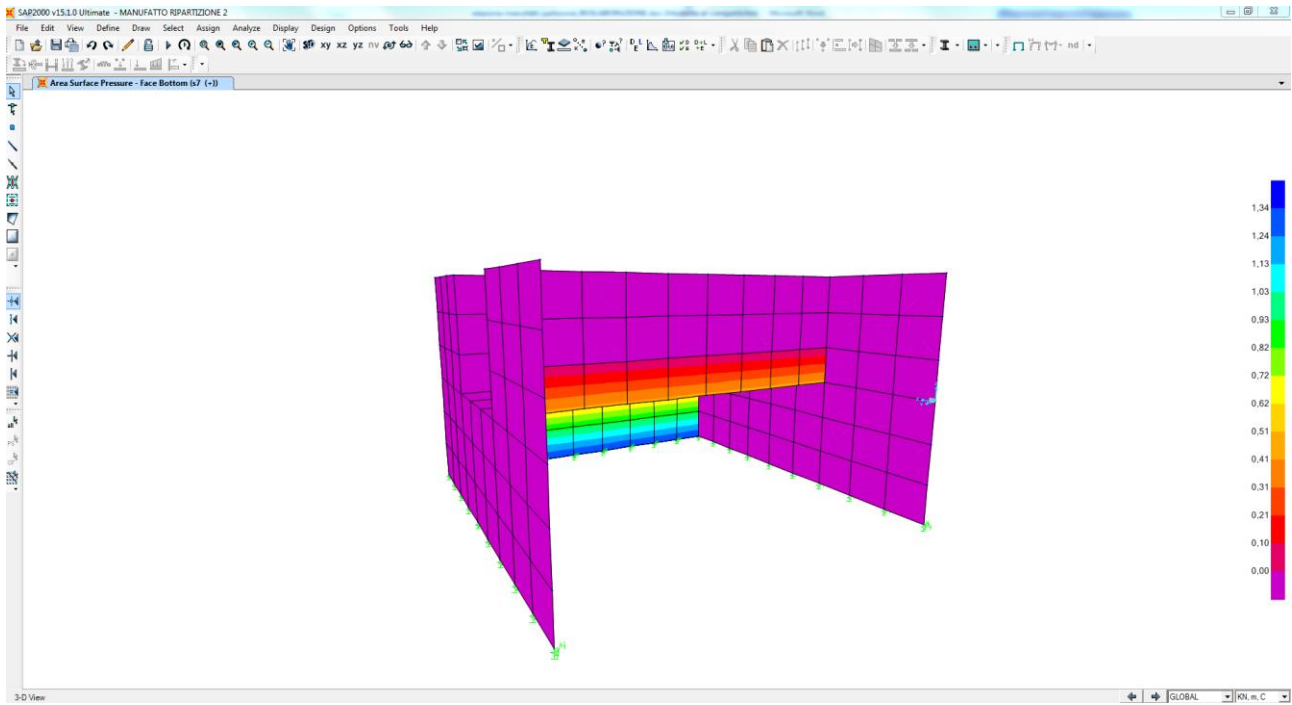 SAP2000 v15.1.0 Ultimate - MANUFATTO RIPARTIZIONE 2
File Edit View Define Draw Select Assign Analyze Display Design Options Tools Help
xy xz yz nv
nd
Area Surface Pressure - Face Bottom (s7 (+))
1,34
1,24
1,13
1,03
0,93
0,82
0,72
0,62
0,51
0,41
0,31
0,21
0,10
0,00
3-D View
GLOBAL
KN, m, C